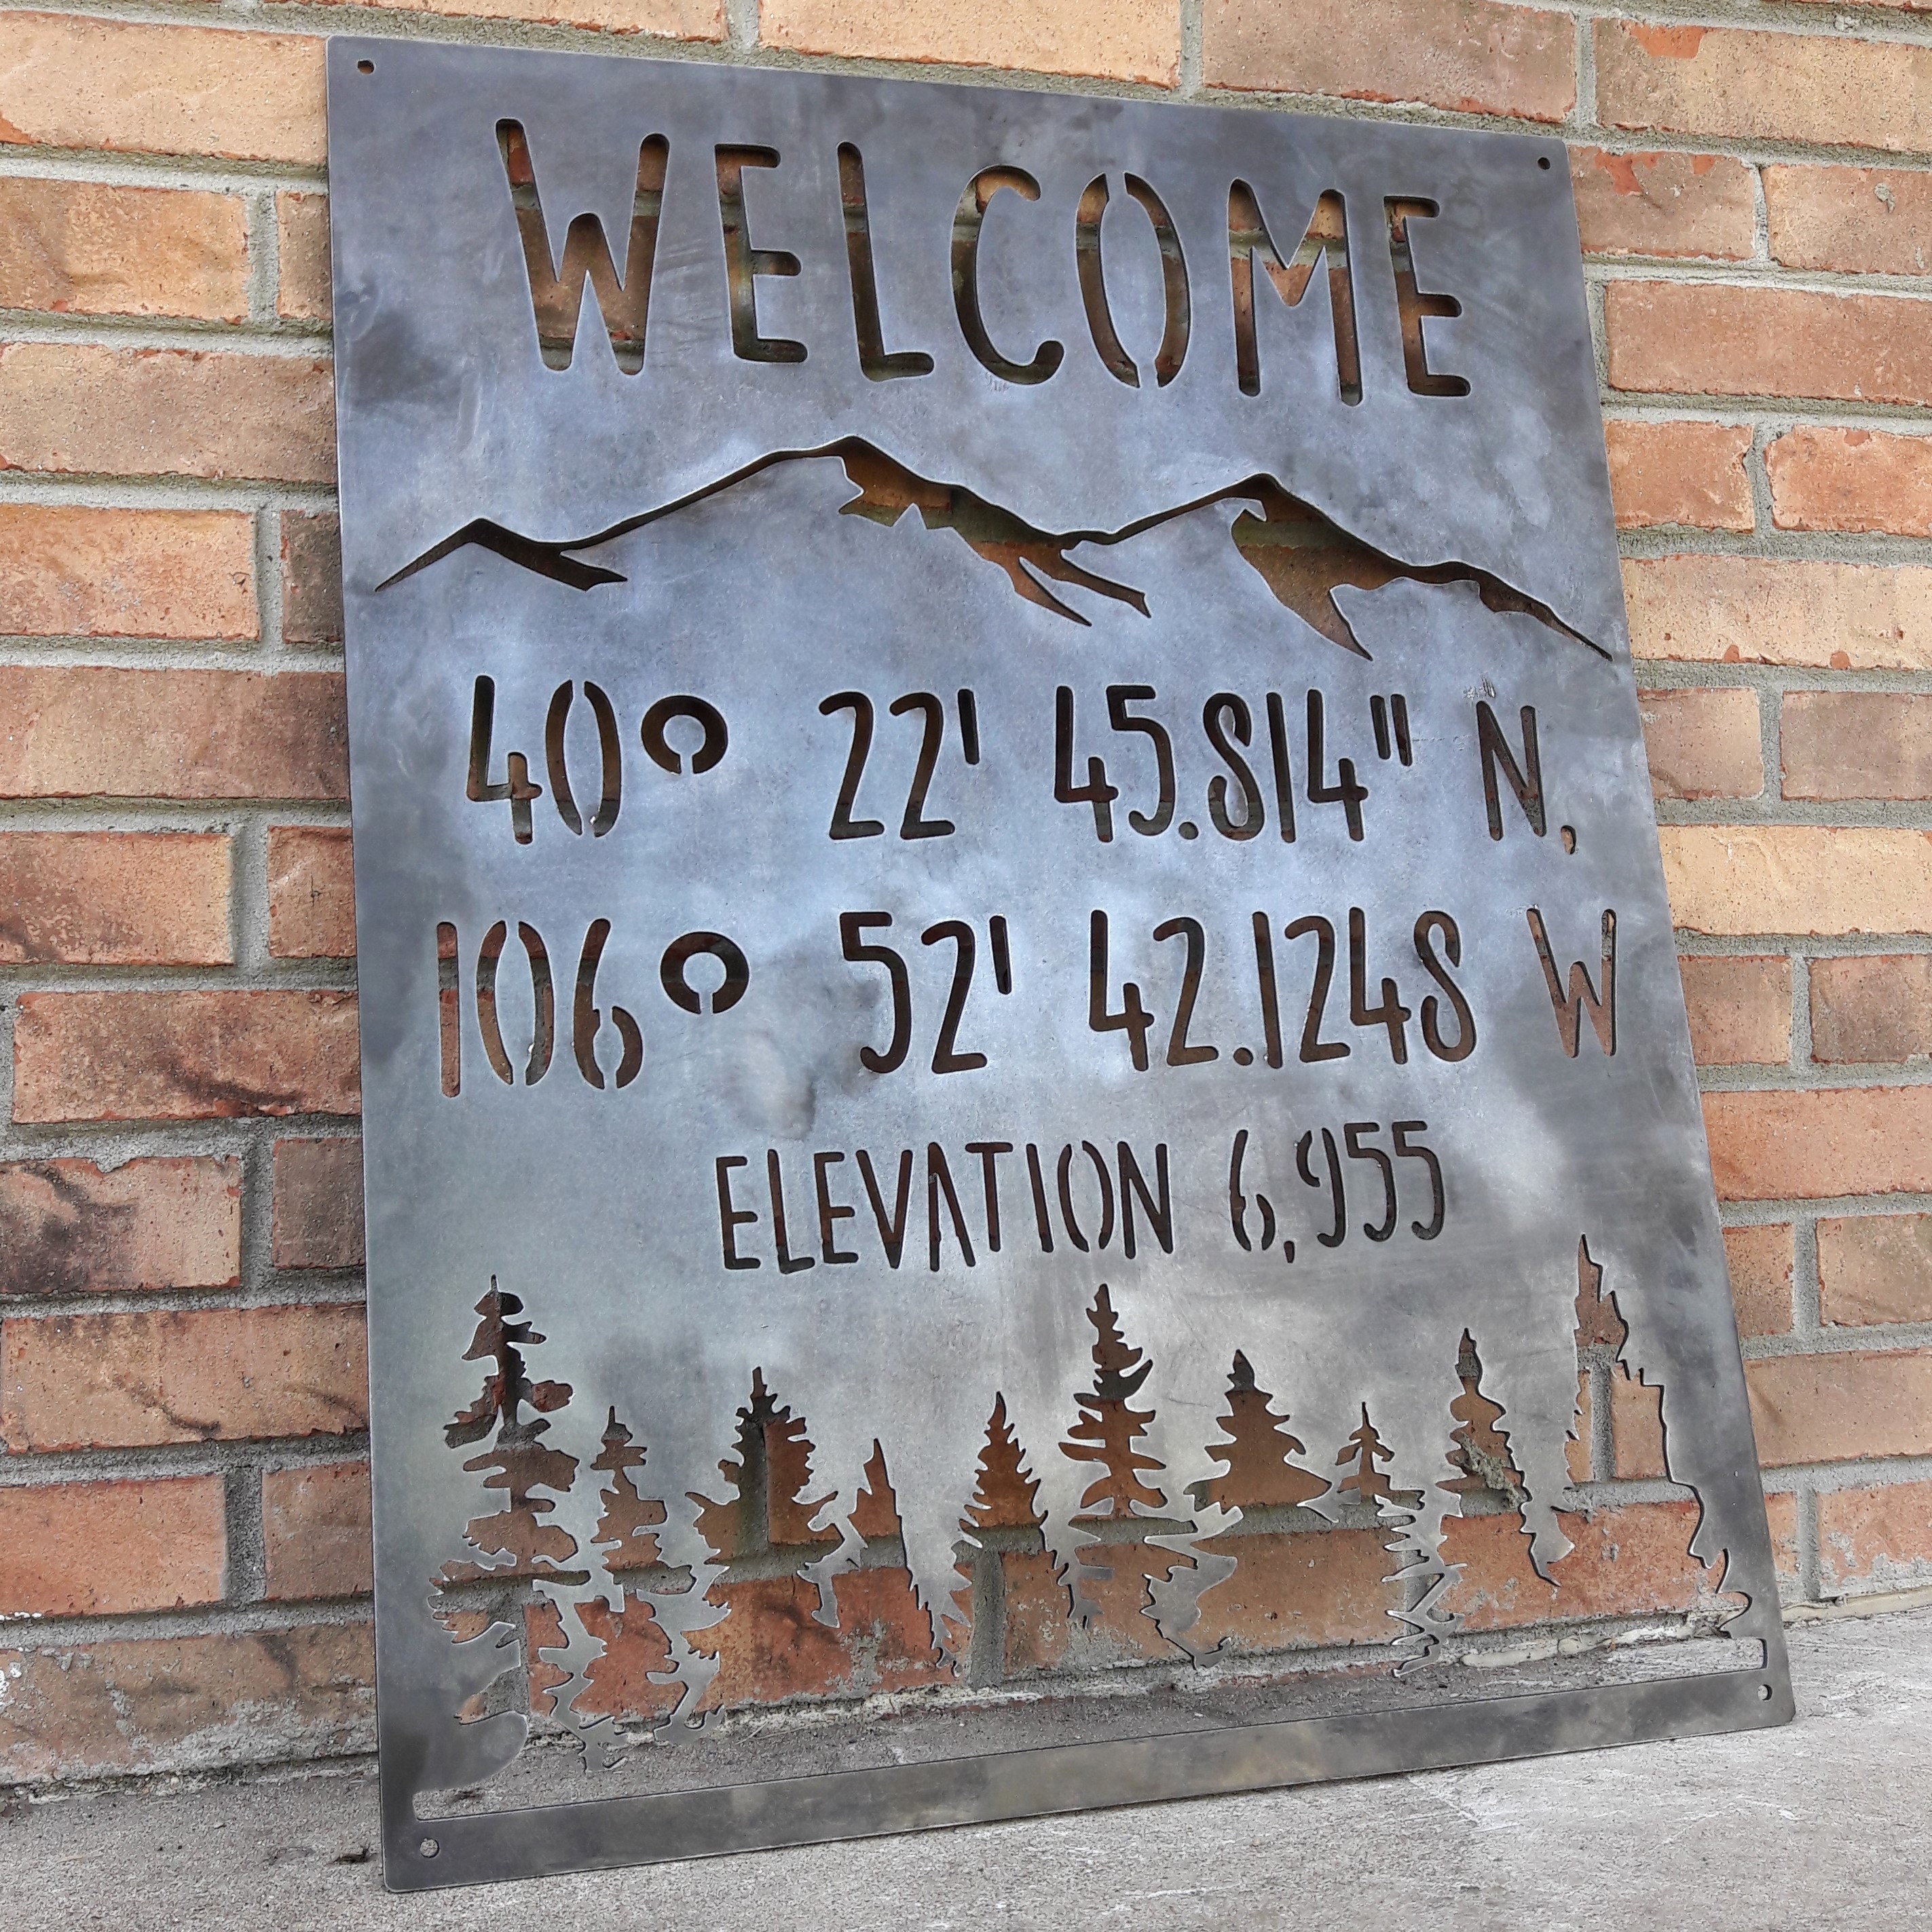 WELCOME
40° 22' 45.814" N,
106° 52' 42.1248 W
ELEVATION 6,955